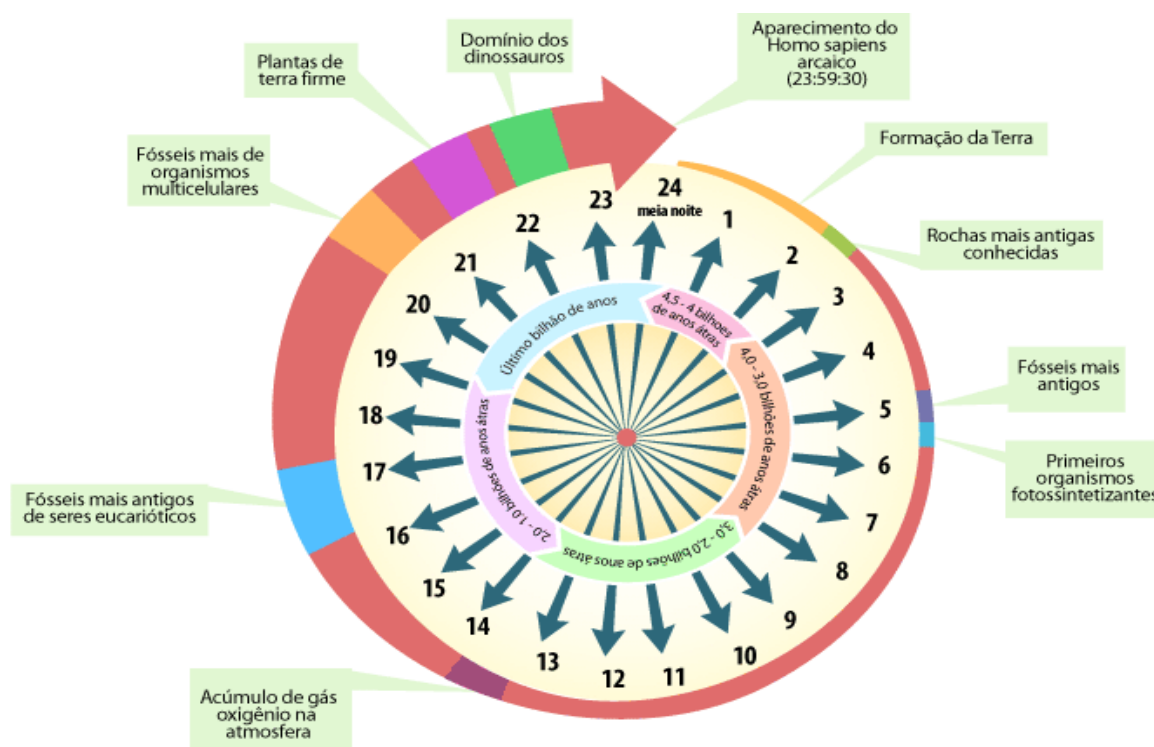 Aparecimento do
Homo sapiens
arcaico
(23:59:30)
Domínio dos
dinossauros
Plantas de
terra firme
Fósseis mais de
organismos
multicelulares
Formação da Terra
Rochas mais antigas
conhecidas
Fósseis mais
antigos
Primeiros
organismos
fotossintetizantes
Fósseis mais antigos
de seres eucarióticos
Acúmulo de gás
oxigênio na
atmosfera
24
meia noite
1
2
3
4
5
6
7
8
9
10
11
12
13
14
15
16
17
18
19
20
21
22
23
4,5 - 4 bilhoes
de anos átras
4,0 - 3,0 bilhões de anos átras
3,0 - 2,0 bilhões de anos átras
2,0 - 1.0 bilhões de anos átras
Último bilhão de anos